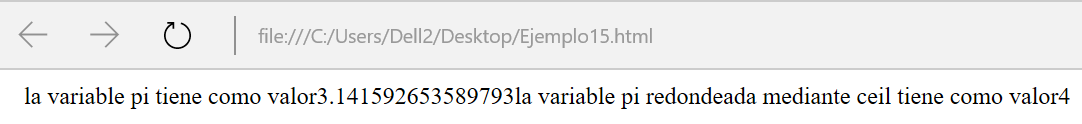 file:///C:/Users/Dell2/Desktop/Ejemplo15.html
la variable pi tiene como valor3.141592653589793la variable pi redondeada mediante ceil tiene como valor4